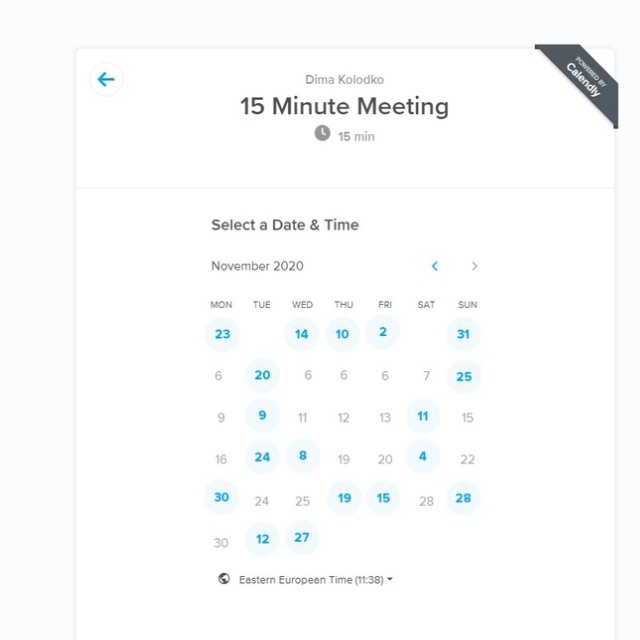 POWERED BY
Calendly
Dima Kolodko
15 Minute Meeting
15 min
Select a Date & Time
November 2020
MON TUE WED THU FRI SAT SUN
23 14 10 2 31
6 20 6 6 6 7 25
9 9 11 12 13 11 15
16 24 8 19 20 4 22
30 24 25 19 15 28 28
30 12 27
Eastern European Time (11:38)